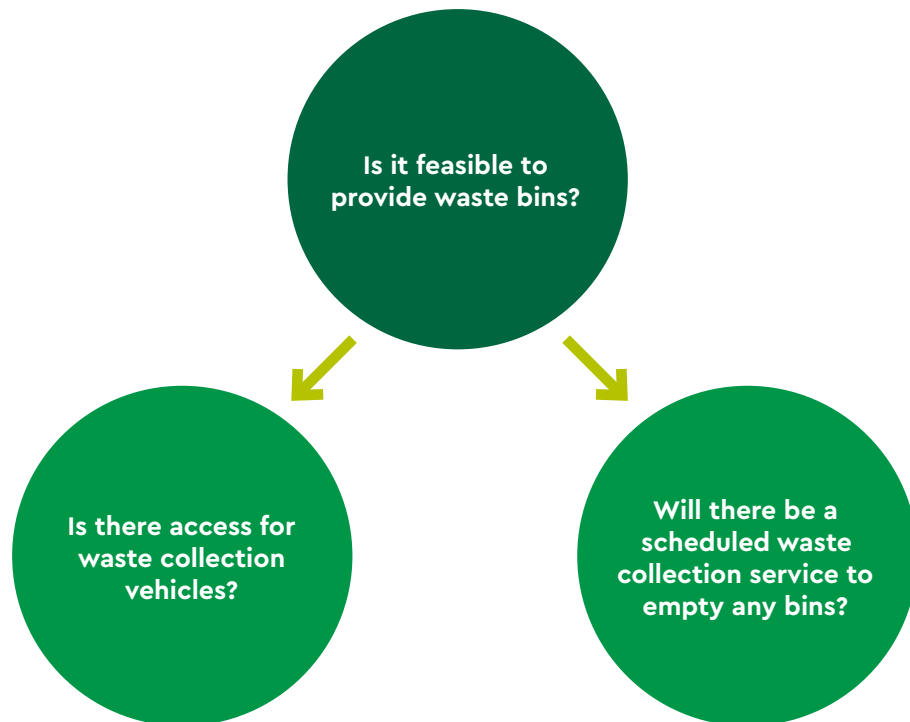 Is it feasible to
provide waste bins?
Is there access for
waste collection
vehicles?
Will there be a
scheduled waste
collection service to
empty any bins?